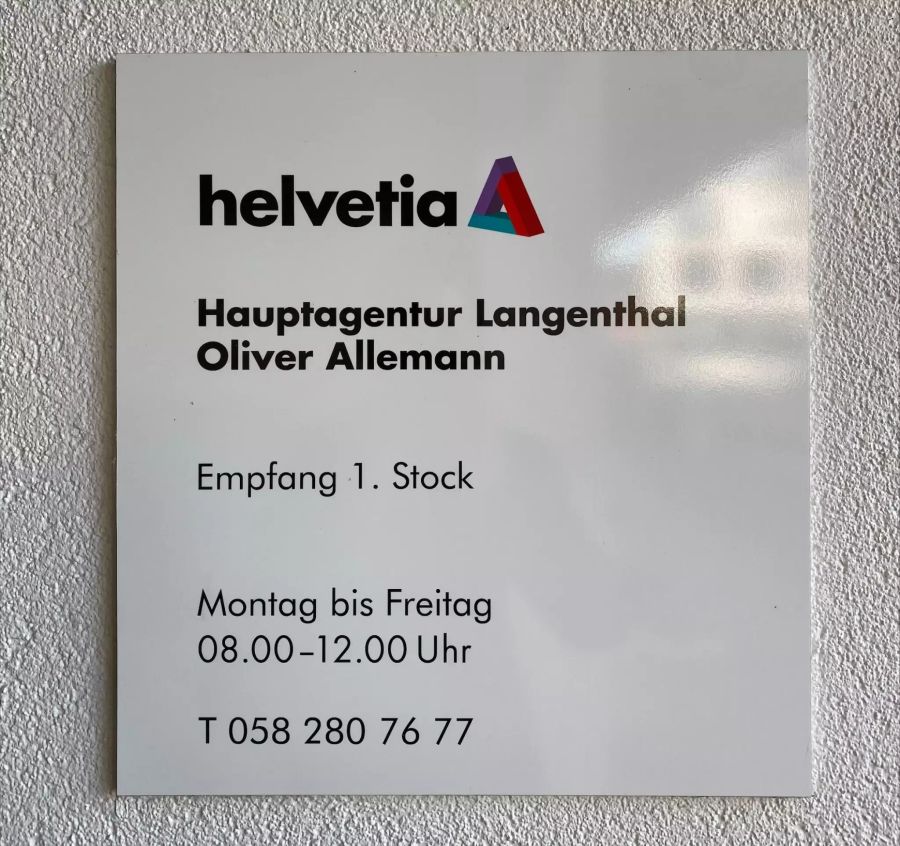 helvetia
Hauptagentur Langenthal
Oliver Allemann
Empfang 1. Stock
Montag bis Freitag
08.00–12.00 Uhr
T 058 280 76 77